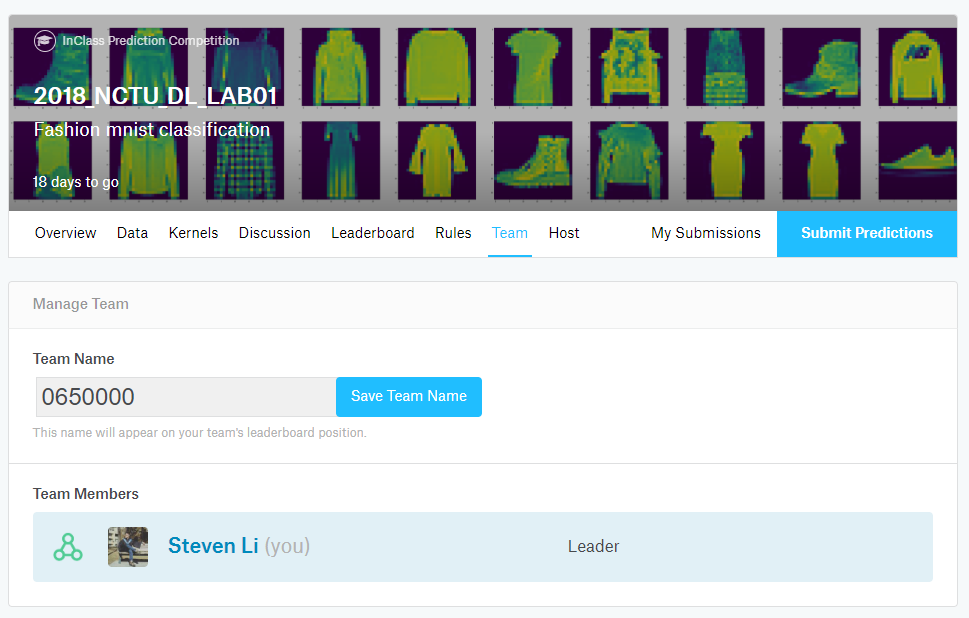 InClass Prediction Competition
2018_NCTU_DL_LAB01
Fashion mnist classification
18 days to go
Overview Data Kernels Discussion Leaderboard Rules Team Host My Submissions Submit Predictions
Manage Team
Team Name
0650000 Save Team Name
This name will appear on your team's leaderboard position.
Team Members
Steven Li (you) Leader